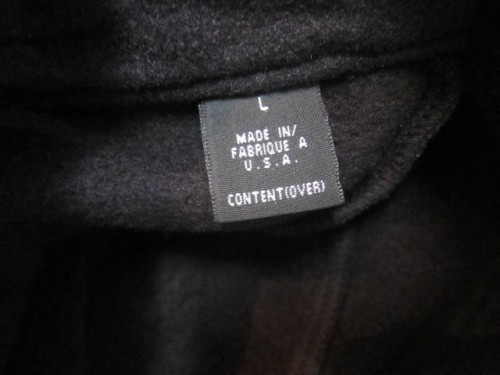 L
MADE IN/
FABRIQUE A
U.S.A.
CONTENT(OVER)